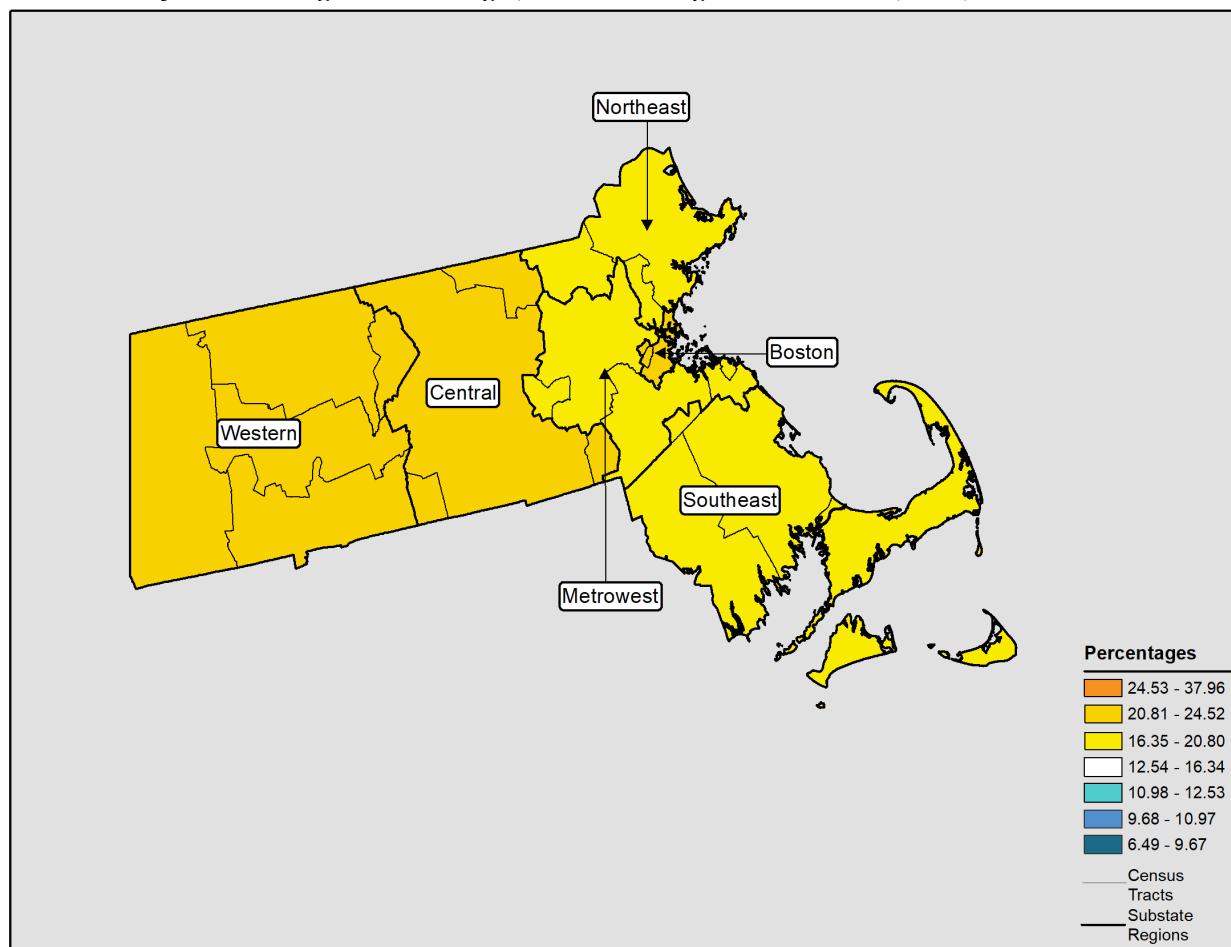 Northeast
Boston
Central
Western
Southeast
Metrowest
Percentages
24.53 - 37.96
20.81 - 24.52
16.35 - 20.80
12.54 - 16.34
10.98 - 12.53
9.68 - 10.97
6.49 - 9.67
Census
Tracts
Substate
Regions